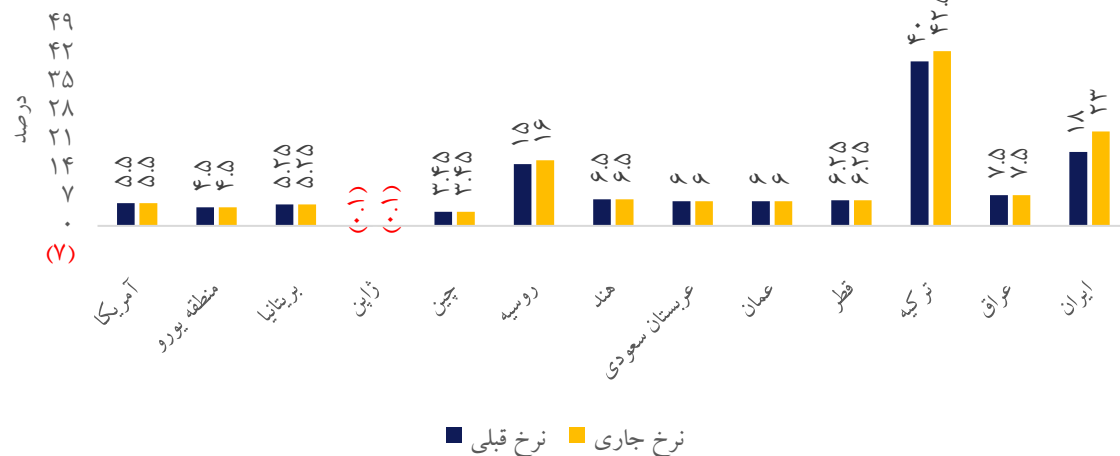 ۴۹
۴۲
۳۵
۲۸
۲۱
۱۴
۷
۰
(۷)
درصد
۵.۵ ۵.۵
۴.۵ ۴.۵
۵.۲۵ ۵.۲۵
(۰.۱) (۰.۱)
۳.۴۵ ۳.۴۵
۱۵ ۱۶
۶.۵ ۶.۵
۶ ۶
۶ ۶
۶.۲۵ ۶.۲۵
۴۰ ۴۲.۵
۷.۵ ۷.۵
۱۸ ۲۳
آمریکا
منطقه یورو
بریتانیا
ژاپن
چین
روسیه
هند
عربستان سعودی
عمان
قطر
ترکیه
عراق
ایران
نرخ قبلی
نرخ جاری